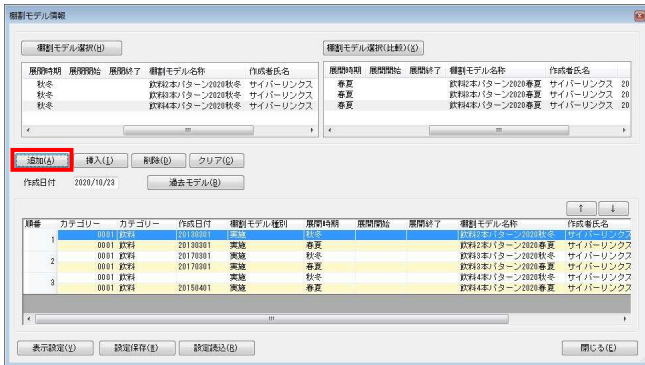 棚割モデル情報
棚割モデル選択(H) 棚割モデル選択(比較)(X)
展開時期 展開開始 展開終了 棚割モデル名称 作成者氏名 展開時期 展開開始 展開終了 棚割モデル名称 作成者氏名
秋冬 飲料2本パターン2020秋冬 サイバーリンクス 春夏 飲料2本パターン2020春夏 サイバーリンクス 20
秋冬 飲料3本パターン2020秋冬 サイバーリンクス 春夏 飲料3本パターン2020春夏 サイバーリンクス 20
秋冬 飲料4本パターン2020秋冬 サイバーリンクス 春夏 飲料4本パターン2020春夏 サイバーリンクス 20
追加(A) 挿入(I) 削除(D) クリア(C)
作成日付 2020/10/23 過去モデル(B)
↑ ↓
順番 カテゴリー カテゴリー 作成日付 棚割モデル種別 展開時期 展開開始 展開終了 棚割モデル名称 作成者氏名
1 0001 飲料 20130301 実施 秋冬 飲料2本パターン2020秋冬 サイバーリンクス
0001 飲料 20130301 実施 春夏 飲料2本パターン2020春夏 サイバーリンクス
2 0001 飲料 20170301 実施 秋冬 飲料3本パターン2020秋冬 サイバーリンクス
0001 飲料 20170301 実施 春夏 飲料3本パターン2020春夏 サイバーリンクス
3 0001 飲料 実施 秋冬 飲料4本パターン2020秋冬 サイバーリンクス
0001 飲料 20150401 実施 春夏 飲料4本パターン2020春夏 サイバーリンクス
表示設定(V) 設定保存(W) 設定読込(R) 閉じる(E)